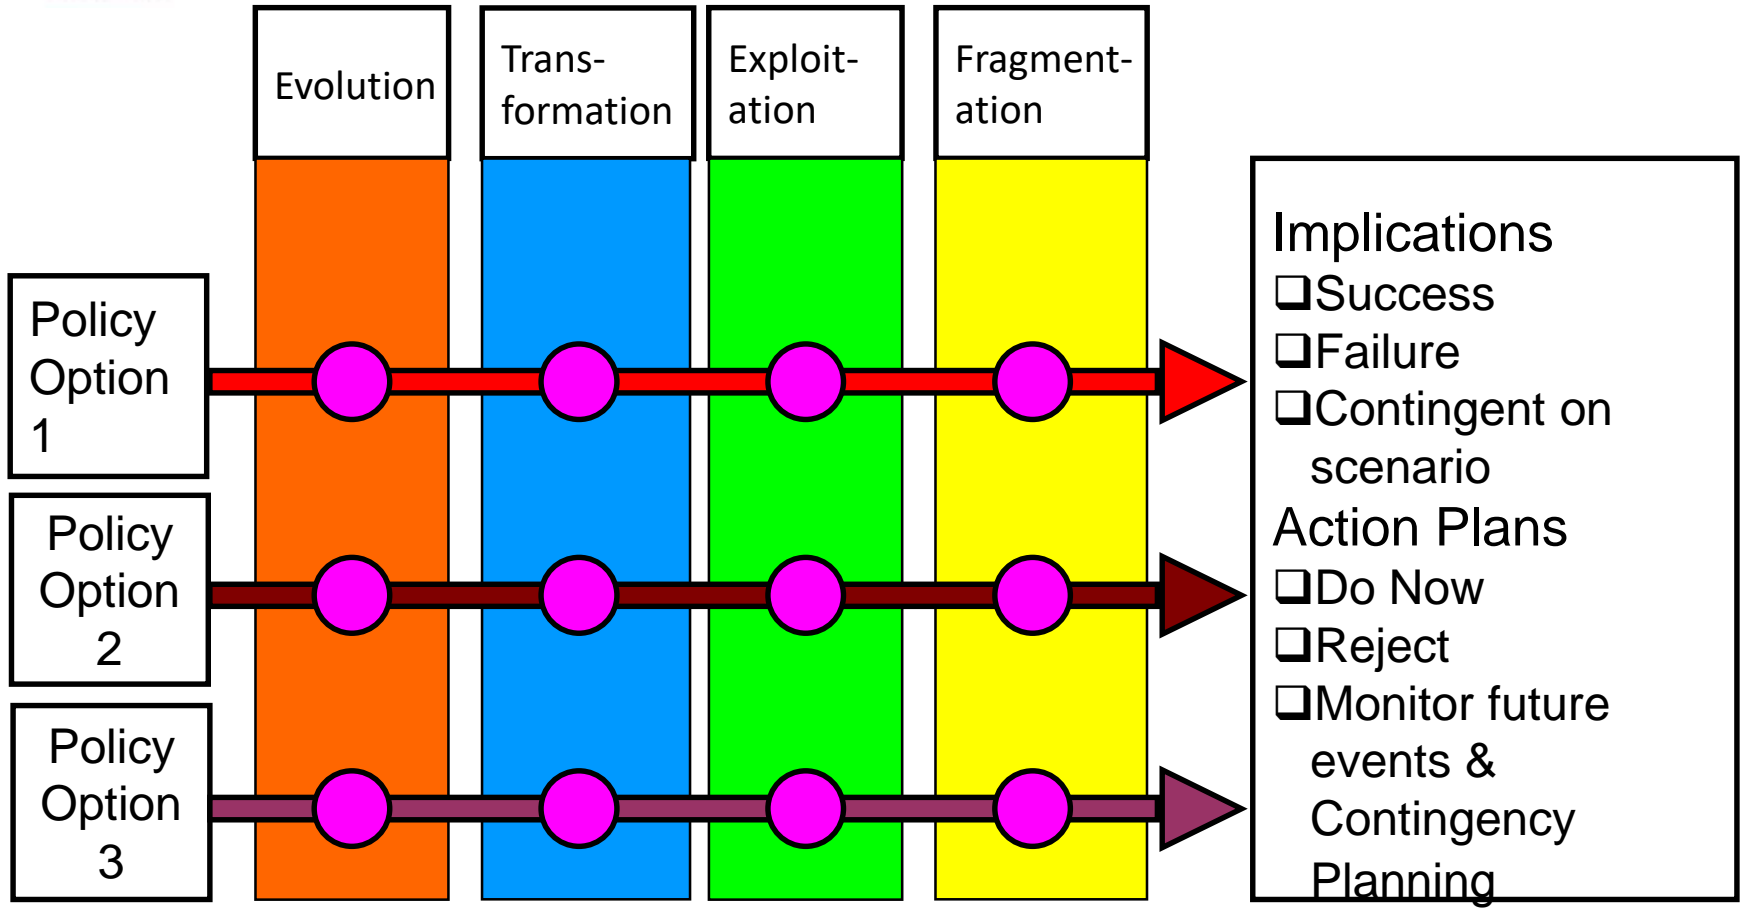 Evolution
Trans-
formation
Exploit-
ation
Fragment-
ation
Policy
Option
1
Policy
Option
2
Policy
Option
3
Implications
❑Success
❑Failure
❑Contingent on
scenario
Action Plans
❑Do Now
❑Reject
❑Monitor future
events &
Contingency
Planning